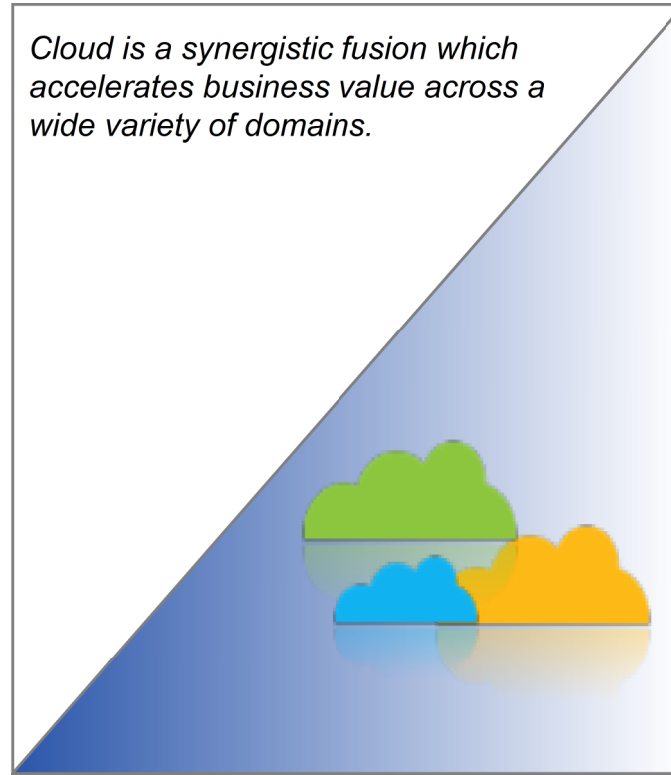 Cloud is a synergistic fusion which
accelerates business value across a
wide variety of domains.